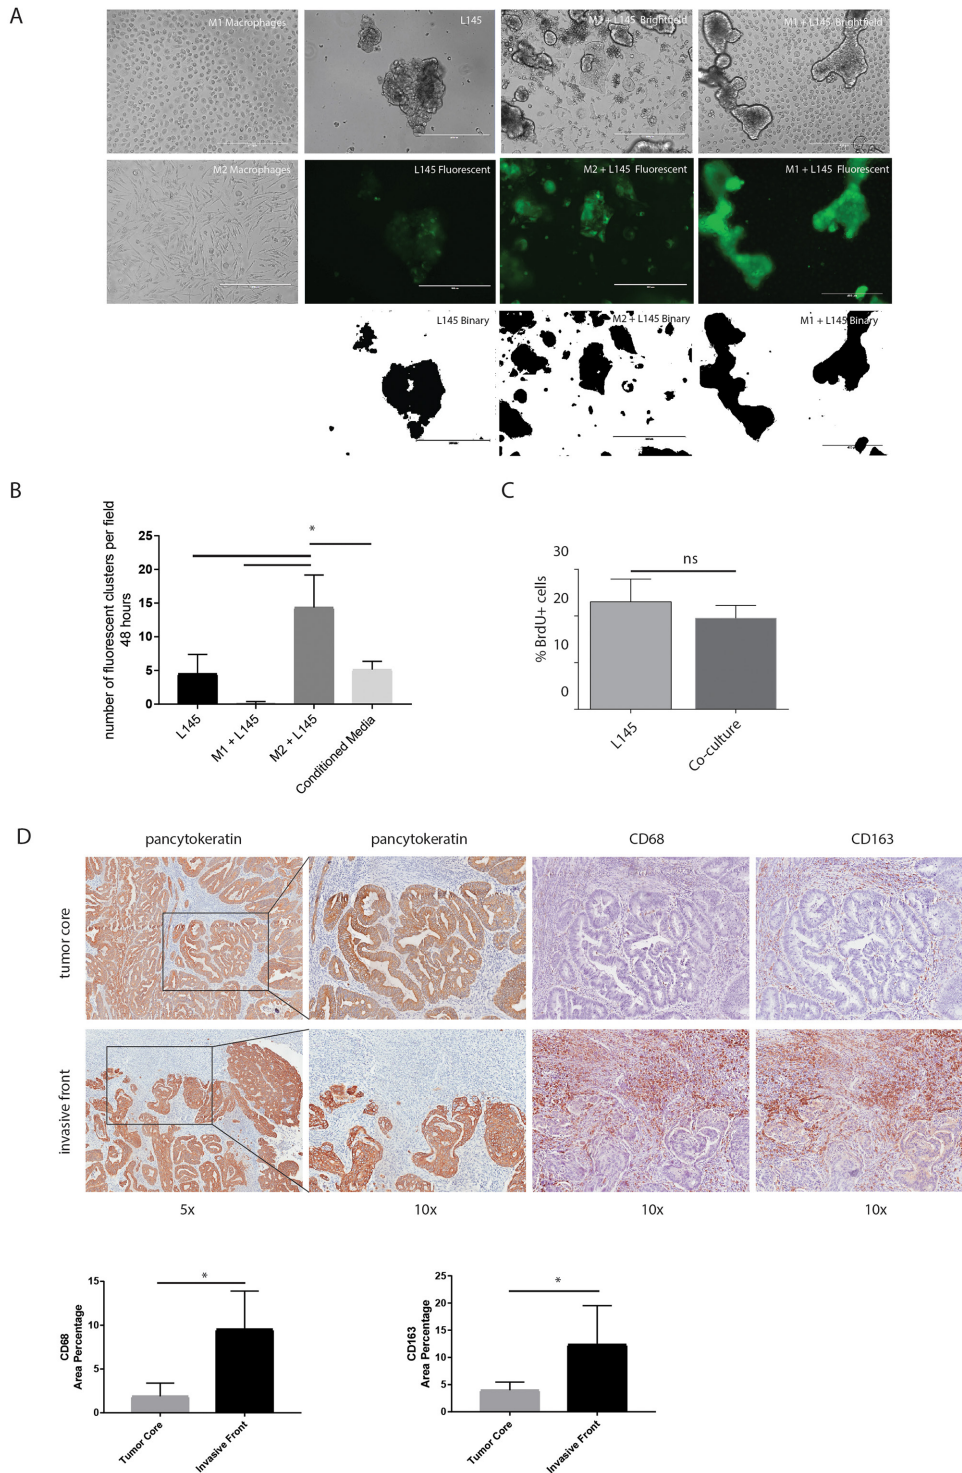 A
M1 Macrophages
L145
M2 + L145 Brightfield
M1 + L145 Brightfield
M2 Macrophages
L145 Fluorescent
M2 + L145 Fluorescent
M1 + L145 Fluorescent
L145 Binary
M2 + L145 Binary
M1 + L145 Binary
B
number of fluorescent clusters per field
48 hours
25
20
15
10
5
0
*
L145
M1 + L145
M2 + L145
Conditioned Media
C
% BrdU+ cells
30
20
10
0
ns
L145
Co-culture
D
pancytokeratin
pancytokeratin
CD68
CD163
tumor core
invasive front
5x
10x
10x
10x
CD68
Area Percentage
15
10
5
0
*
Tumor Core
Invasive Front
CD163
Area Percentage
25
20
15
10
5
0
*
Tumor Core
Invasive Front